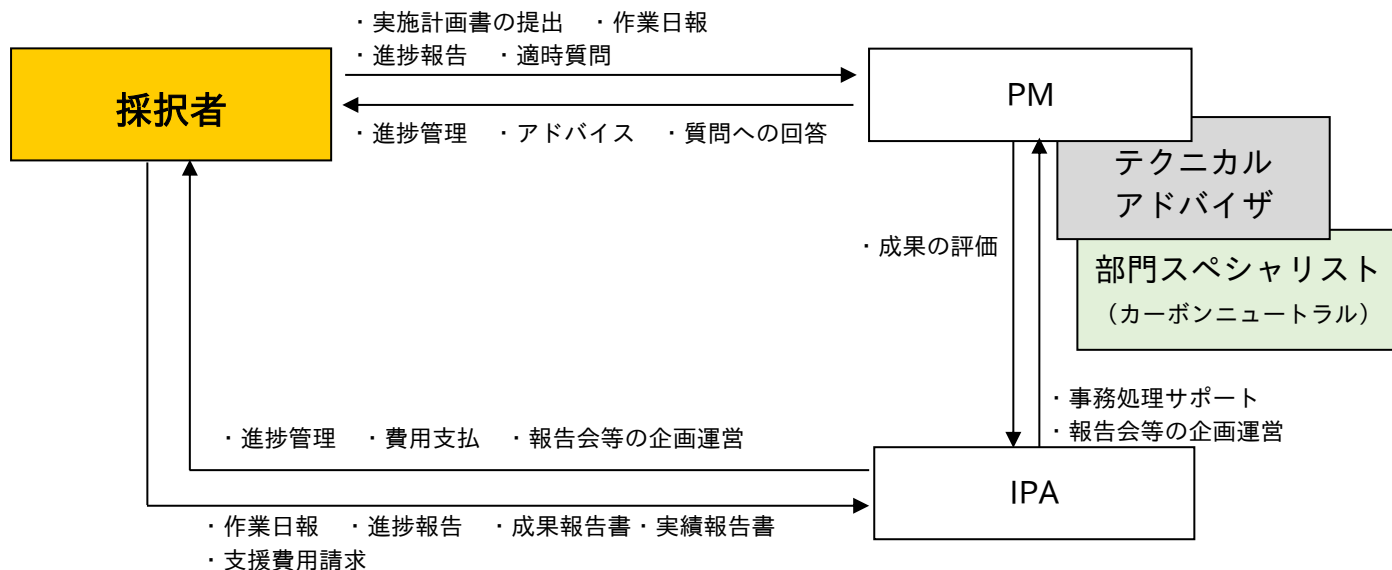 ・実施計画書の提出　・作業日報
・進捗報告　・適時質問
採択者
PM
・進捗管理　・アドバイス　・質問への回答
テクニカル
アドバイザ
・成果の評価
部門スペシャリスト
（カーボンニュートラル）
・事務処理サポート
・報告会等の企画運営
・進捗管理　・費用支払　・報告会等の企画運営
IPA
・作業日報　・進捗報告　・成果報告書・実績報告書
・支援費用請求